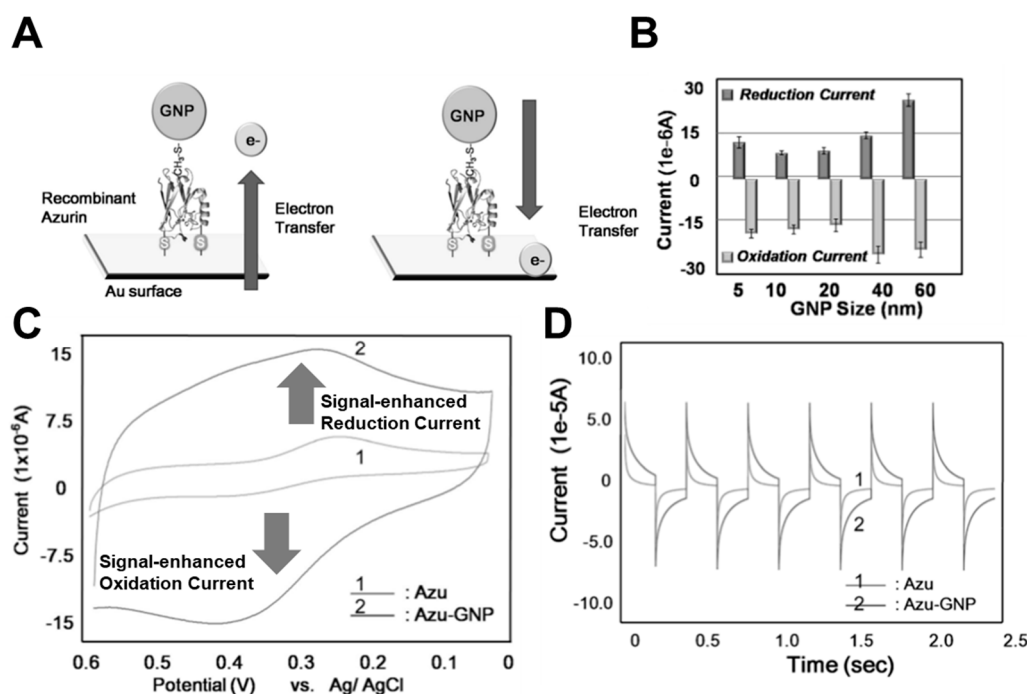 A
GNP
-S-
CH₃
e-
Recombinant
Azurin
Electron
Transfer
S
S
Au surface
GNP
-S-
CH₃
Electron
Transfer
S
S
e-
B
Current (1e-6A)
30
15
0
-15
-30
Reduction Current
Oxidation Current
5 10 20 40 60
GNP Size (nm)
C
Current (1x10⁻⁶A)
15
7.5
0
-7.5
-15
2
Signal-enhanced
Reduction Current
1
Signal-enhanced
Oxidation Current
1 : Azu
2 : Azu-GNP
0.6 0.5 0.4 0.3 0.2 0.1 0
Potential (V) vs. Ag/ AgCl
D
Current (1e-5A)
10.0
5.0
0
-5.0
-10.0
1
2
1 : Azu
2 : Azu-GNP
0 0.5 1.0 1.5 2.0 2.5
Time (sec)